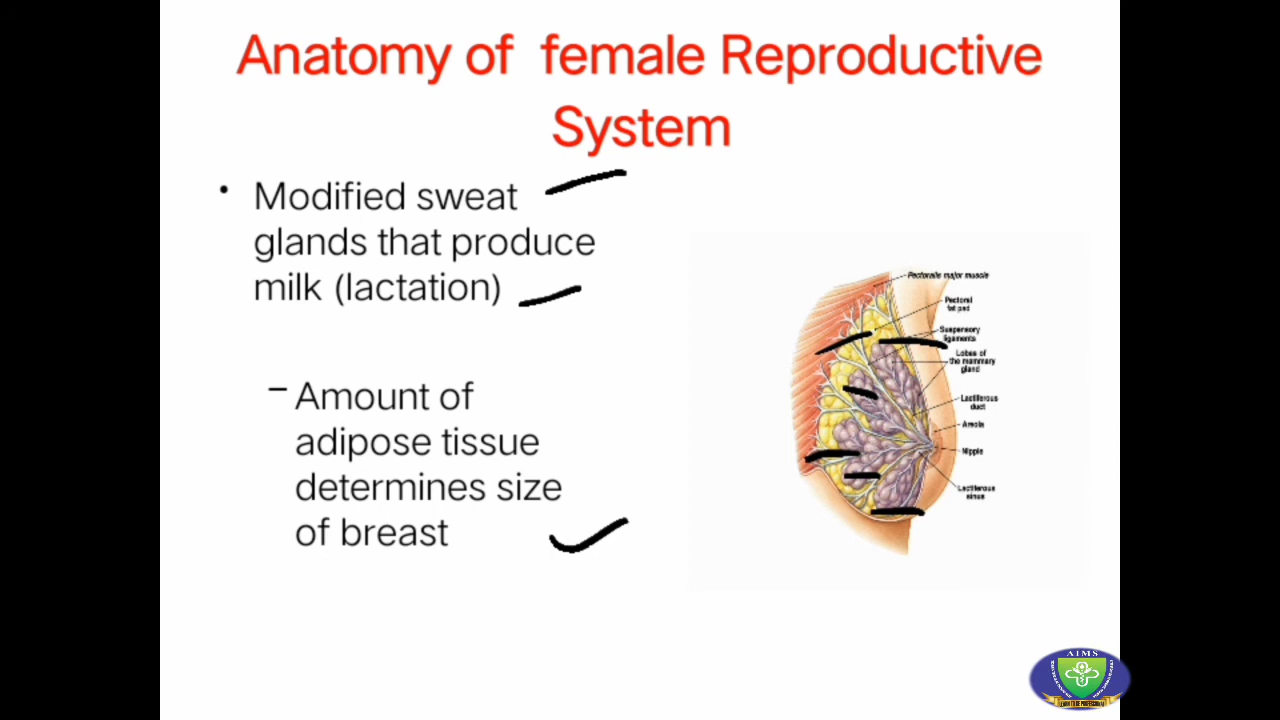 Anatomy of female Reproductive
System
• Modified sweat
glands that produce
milk (lactation)
– Amount of
adipose tissue
determines size
of breast
Pectoralis major muscle
Pectoral
fat pad
Suspensory
ligaments
Lobes of
the mammary
gland
Lactiferous
duct
Areola
Nipple
Lactiferous
sinus
AIMS